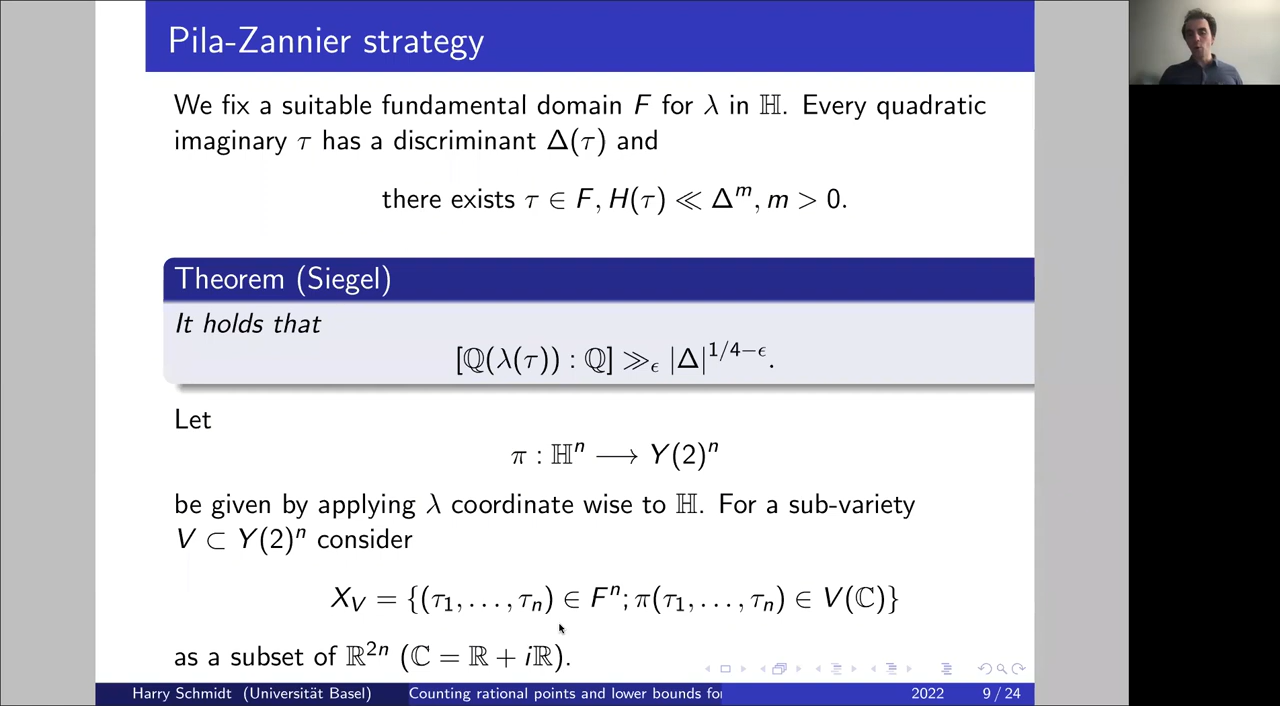 Pila-Zannier strategy
We fix a suitable fundamental domain F for λ in ℍ. Every quadratic
imaginary τ has a discriminant Δ(τ) and
there exists τ ∈ F, H(τ) ≪ Δ^m, m > 0.
Theorem (Siegel)
It holds that
[ℚ(λ(τ)) : ℚ] ≫_ϵ |Δ|^{1/4−ϵ}.
Let
π : ℍ^n ⟶ Y(2)^n
be given by applying λ coordinate wise to ℍ. For a sub-variety
V ⊂ Y(2)^n consider
X_V = {(τ_1, . . . , τ_n) ∈ F^n; π(τ_1, . . . , τ_n) ∈ V(ℂ)}
as a subset of ℝ^{2n} (ℂ = ℝ + iℝ).
Harry Schmidt (Universität Basel) Counting rational points and lower bounds for 2022 9 / 24